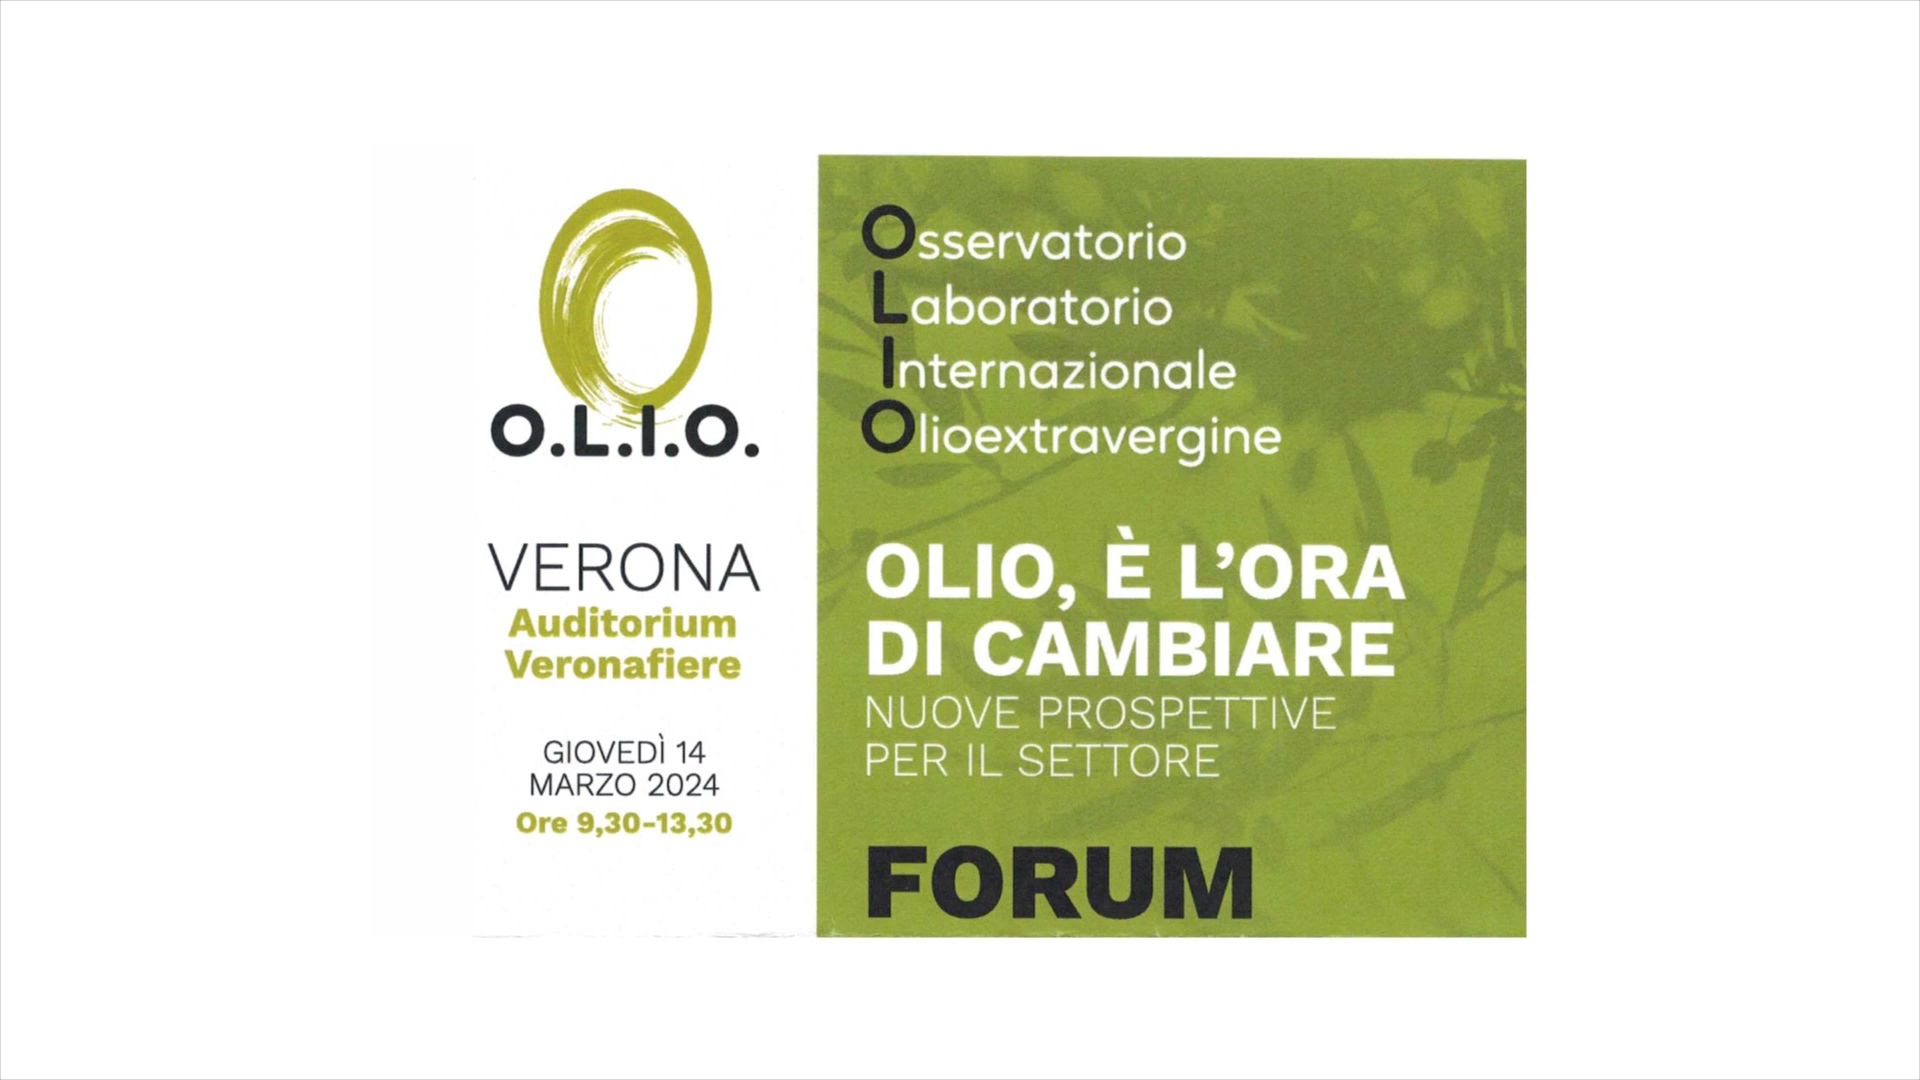 O.L.I.O.
VERONA
Auditorium
Veronafiere
GIOVEDÌ 14
MARZO 2024
Ore 9,30-13,30
Osservatorio
Laboratorio
Internazionale
Olioextravergine
OLIO, È L’ORA
DI CAMBIARE
NUOVE PROSPETTIVE
PER IL SETTORE
FORUM